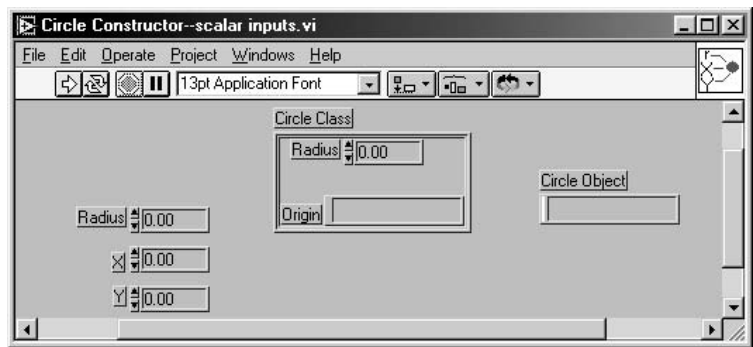 Circle Constructor--scalar inputs.vi
File Edit Operate Project Windows Help
13pt Application Font
Circle Class
Radius 0.00
Circle Object
Origin
Radius 0.00
X 0.00
Y 0.00